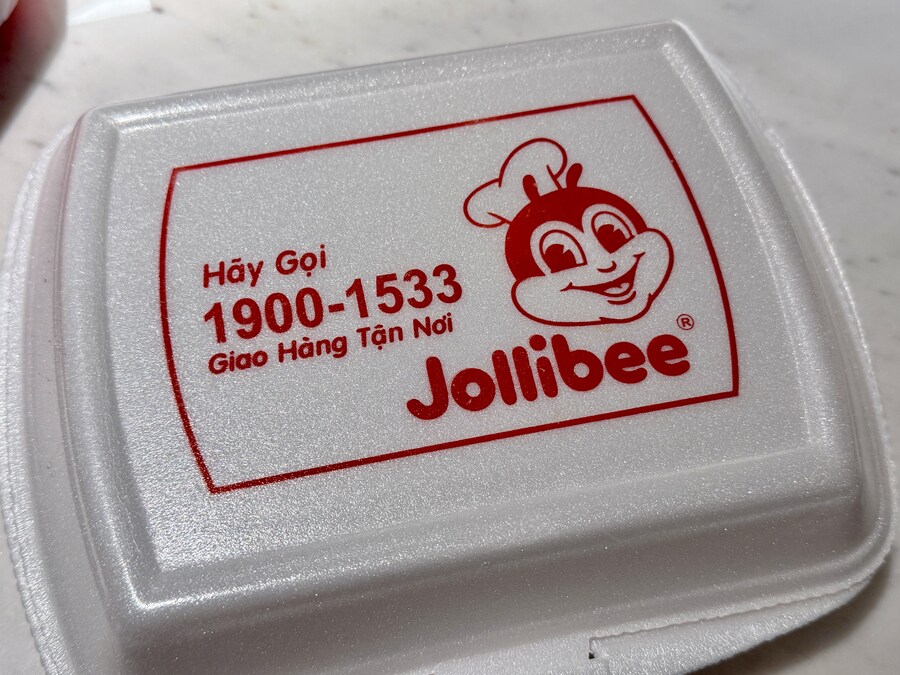 Hãy Gọi
1900-1533
Giao Hàng Tận Nơi
Jollibee®